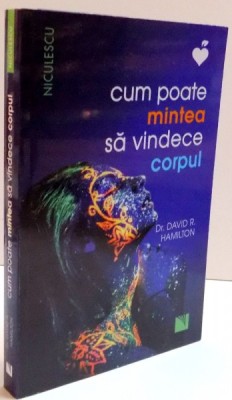 NICULESCU
cum poate
mintea
să vindece
corpul
Dr. DAVID R.
HAMILTON
cum poate mintea să vindece corpul
N